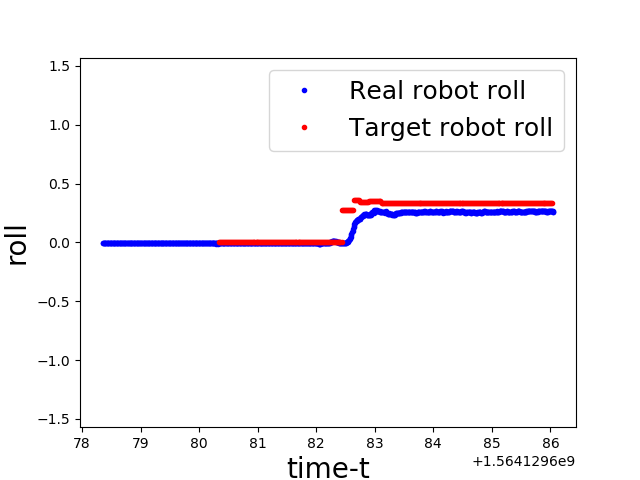 1.5
1.0
0.5
0.0
−0.5
−1.0
−1.5
roll
Real robot roll
Target robot roll
78 79 80 81 82 83 84 85 86
time-t
+1.5641296e9